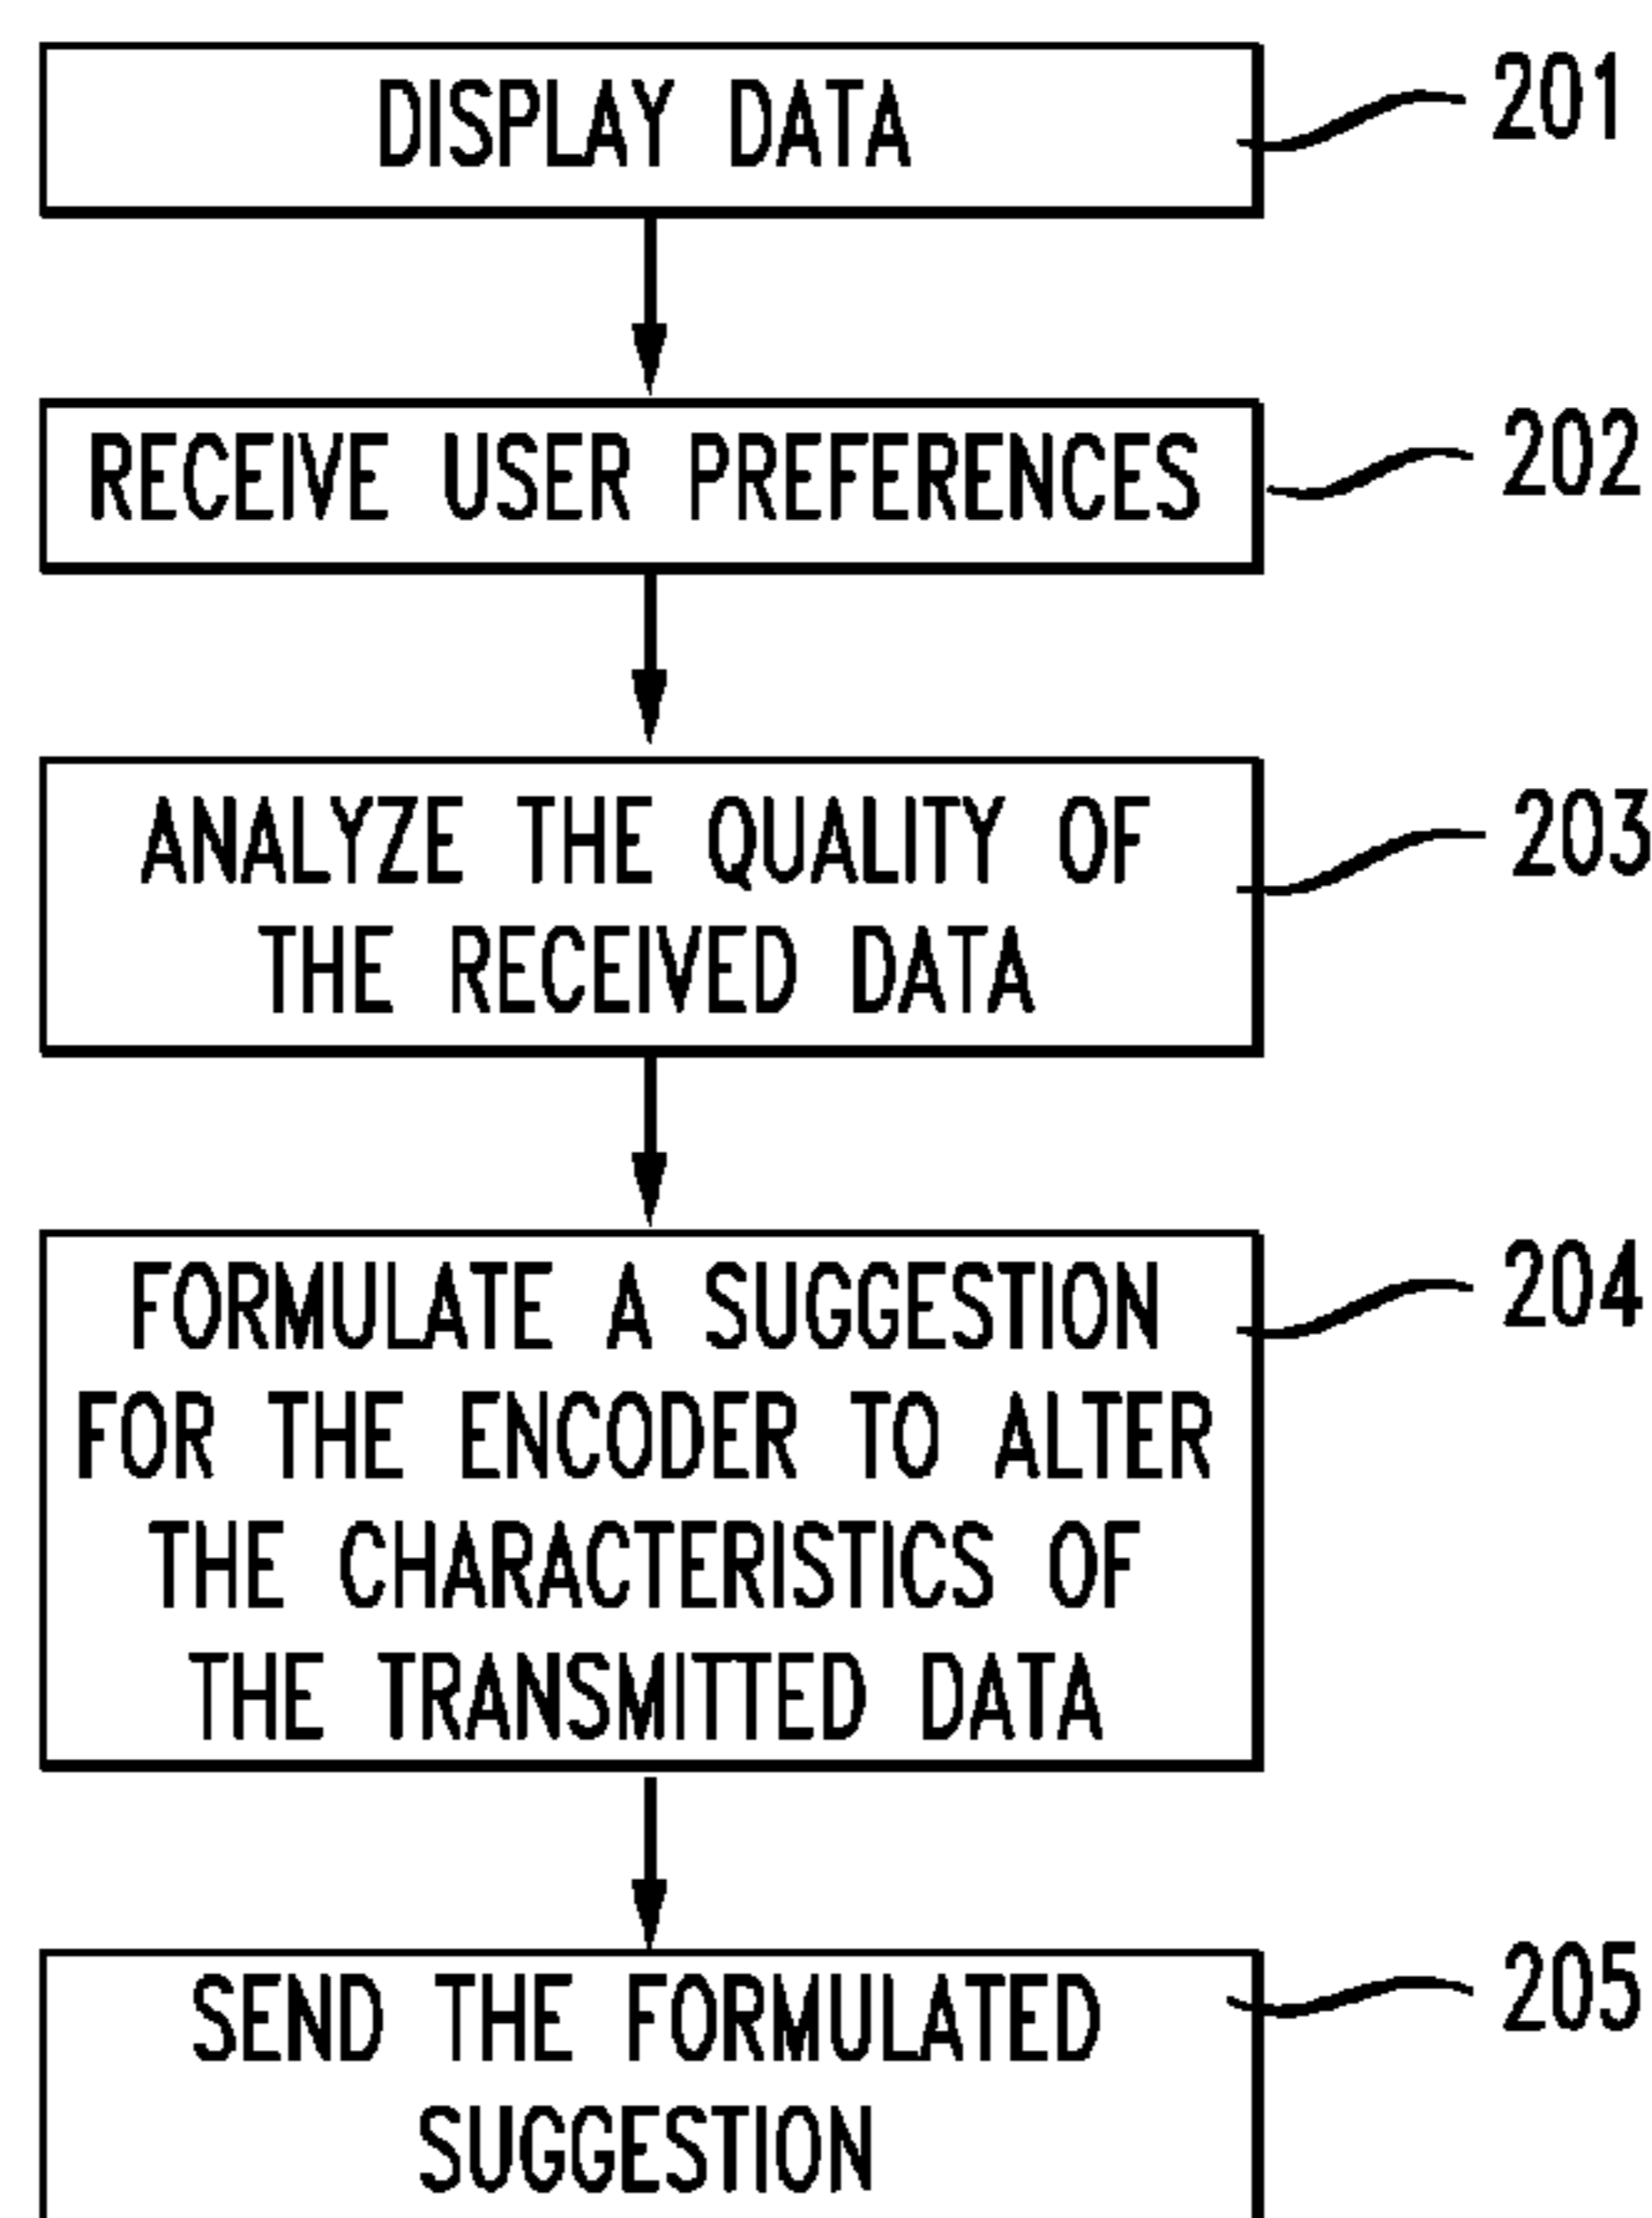 DISPLAY DATA
201
RECEIVE USER PREFERENCES
202
ANALYZE THE QUALITY OF
THE RECEIVED DATA
203
FORMULATE A SUGGESTION
FOR THE ENCODER TO ALTER
THE CHARACTERISTICS OF
THE TRANSMITTED DATA
204
SEND THE FORMULATED
SUGGESTION
205